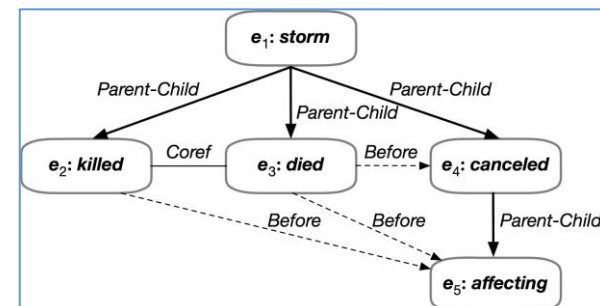 e1: storm
Parent-Child
Parent-Child
Parent-Child
e2: killed
Coref
e3: died
Before
e4: canceled
Before
Before
Parent-Child
e5: affecting